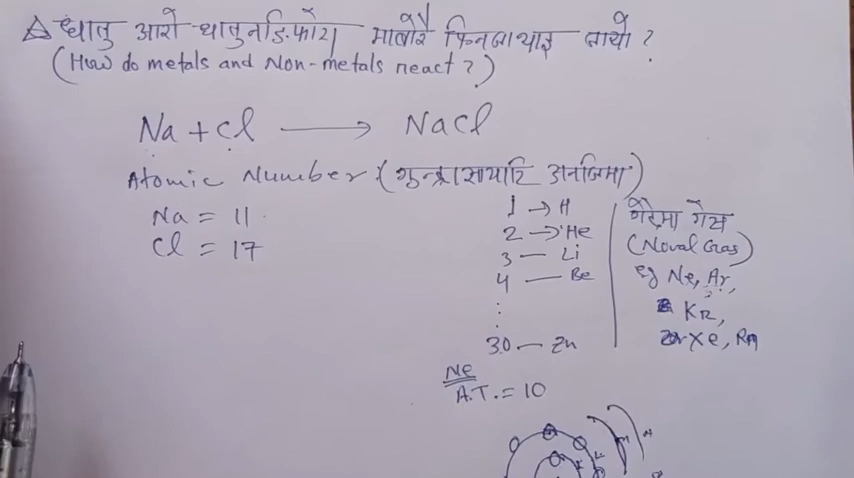 धातु आरो धातुनङि फोरा माबोरै फिनजाथाइ जायो?
(How do metals and Non-metals react?)
Na + Cl ⟶ NaCl
Atomic Number (गुन्द्रासायारि अनजिमा)
Na = 11
Cl = 17
1 → H
2 → He
3 — Li
4 — Be
⋮
30 — Zn
गैस
(Noval Gas)
eg Ne, Ar,
Kr,
Xe, Rn
Ne
A.T. = 10